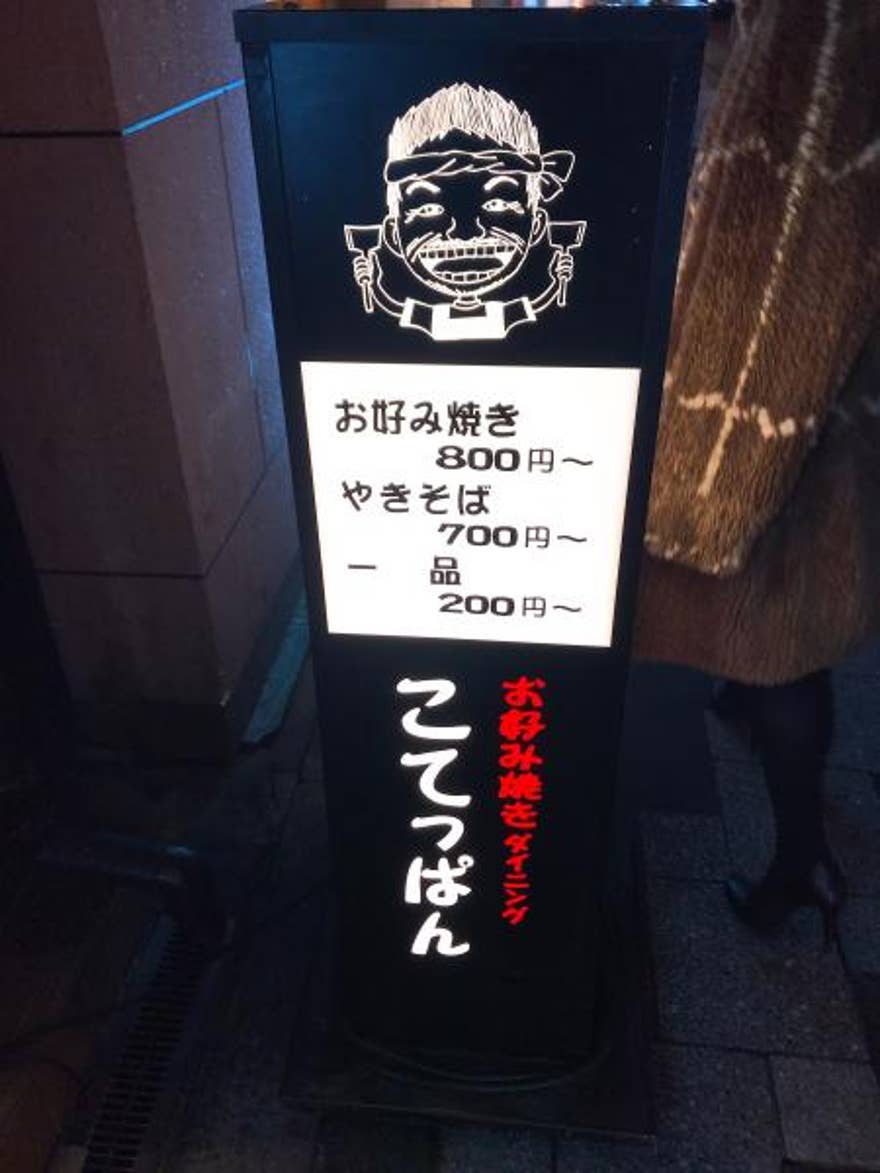 お好み焼き
800円～
やきそば
700円～
一品
200円～
お好み焼きダイニング
こてっぱん